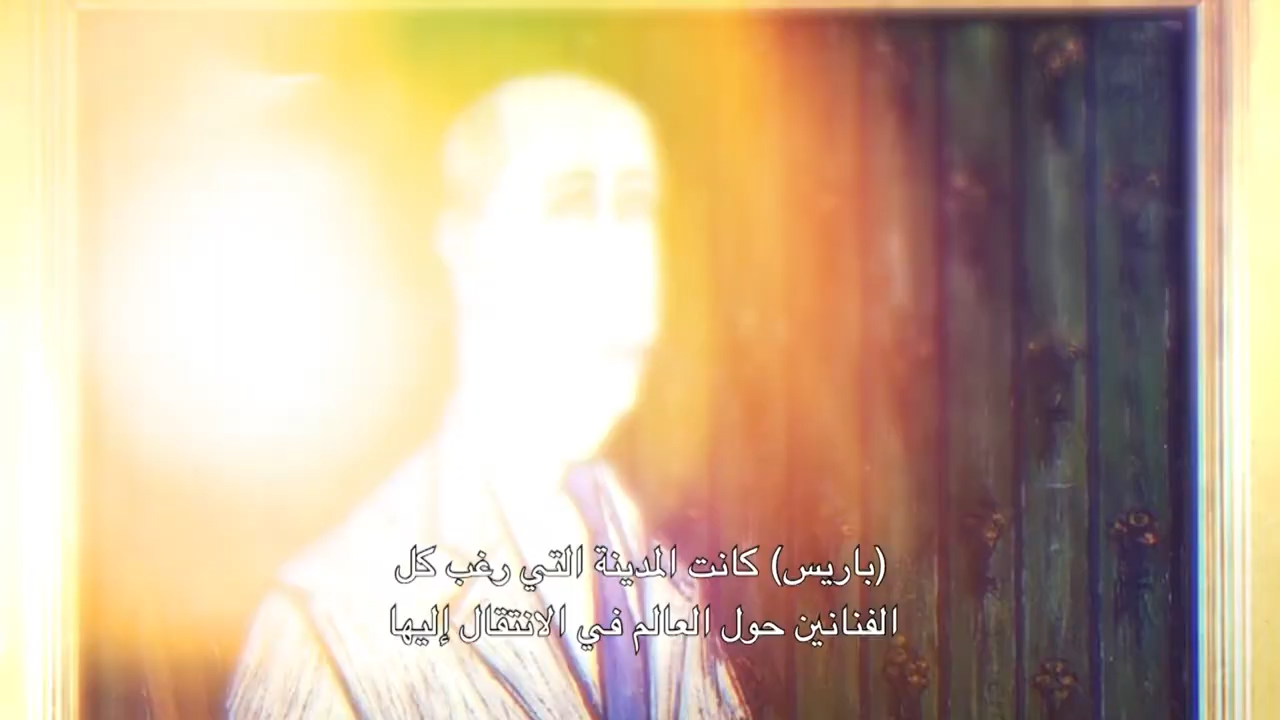 (باريس) كانت المدينة التي رغب كل
الفنانين حول العالم في الانتقال إليها